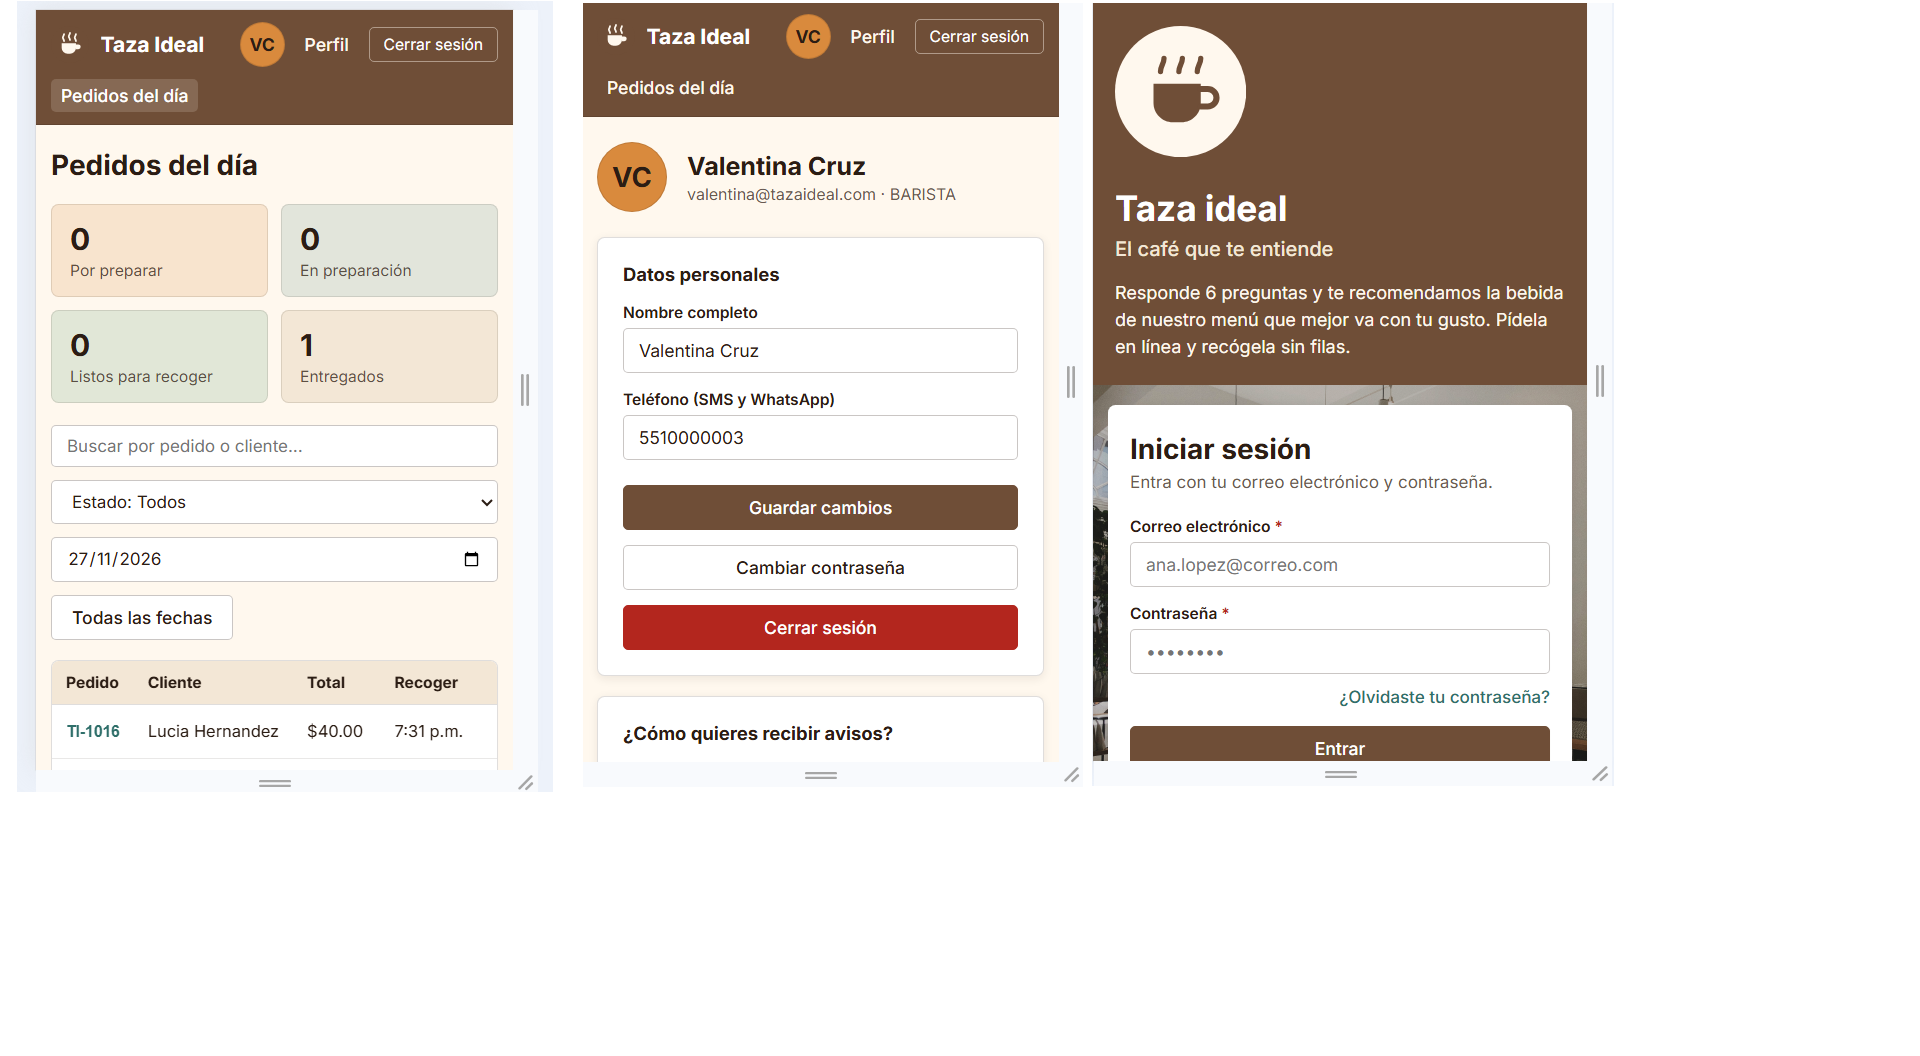 Taza Ideal
VC
Perfil
Cerrar sesión
Pedidos del día
Pedidos del día
0
Por preparar
0
En preparación
0
Listos para recoger
1
Entregados
Buscar por pedido o cliente...
Estado: Todos
27/11/2026
Todas las fechas
Pedido Cliente Total Recoger
TI-1016 Lucia Hernandez $40.00 7:31 p.m.
Taza Ideal
VC
Perfil
Cerrar sesión
Pedidos del día
VC
Valentina Cruz
valentina@tazaideal.com · BARISTA
Datos personales
Nombre completo
Valentina Cruz
Teléfono (SMS y WhatsApp)
5510000003
Guardar cambios
Cambiar contraseña
Cerrar sesión
¿Cómo quieres recibir avisos?
Taza ideal
El café que te entiende
Responde 6 preguntas y te recomendamos la bebida
de nuestro menú que mejor va con tu gusto. Pídela
en línea y recógela sin filas.
Iniciar sesión
Entra con tu correo electrónico y contraseña.
Correo electrónico *
ana.lopez@correo.com
Contraseña *
••••••••
¿Olvidaste tu contraseña?
Entrar